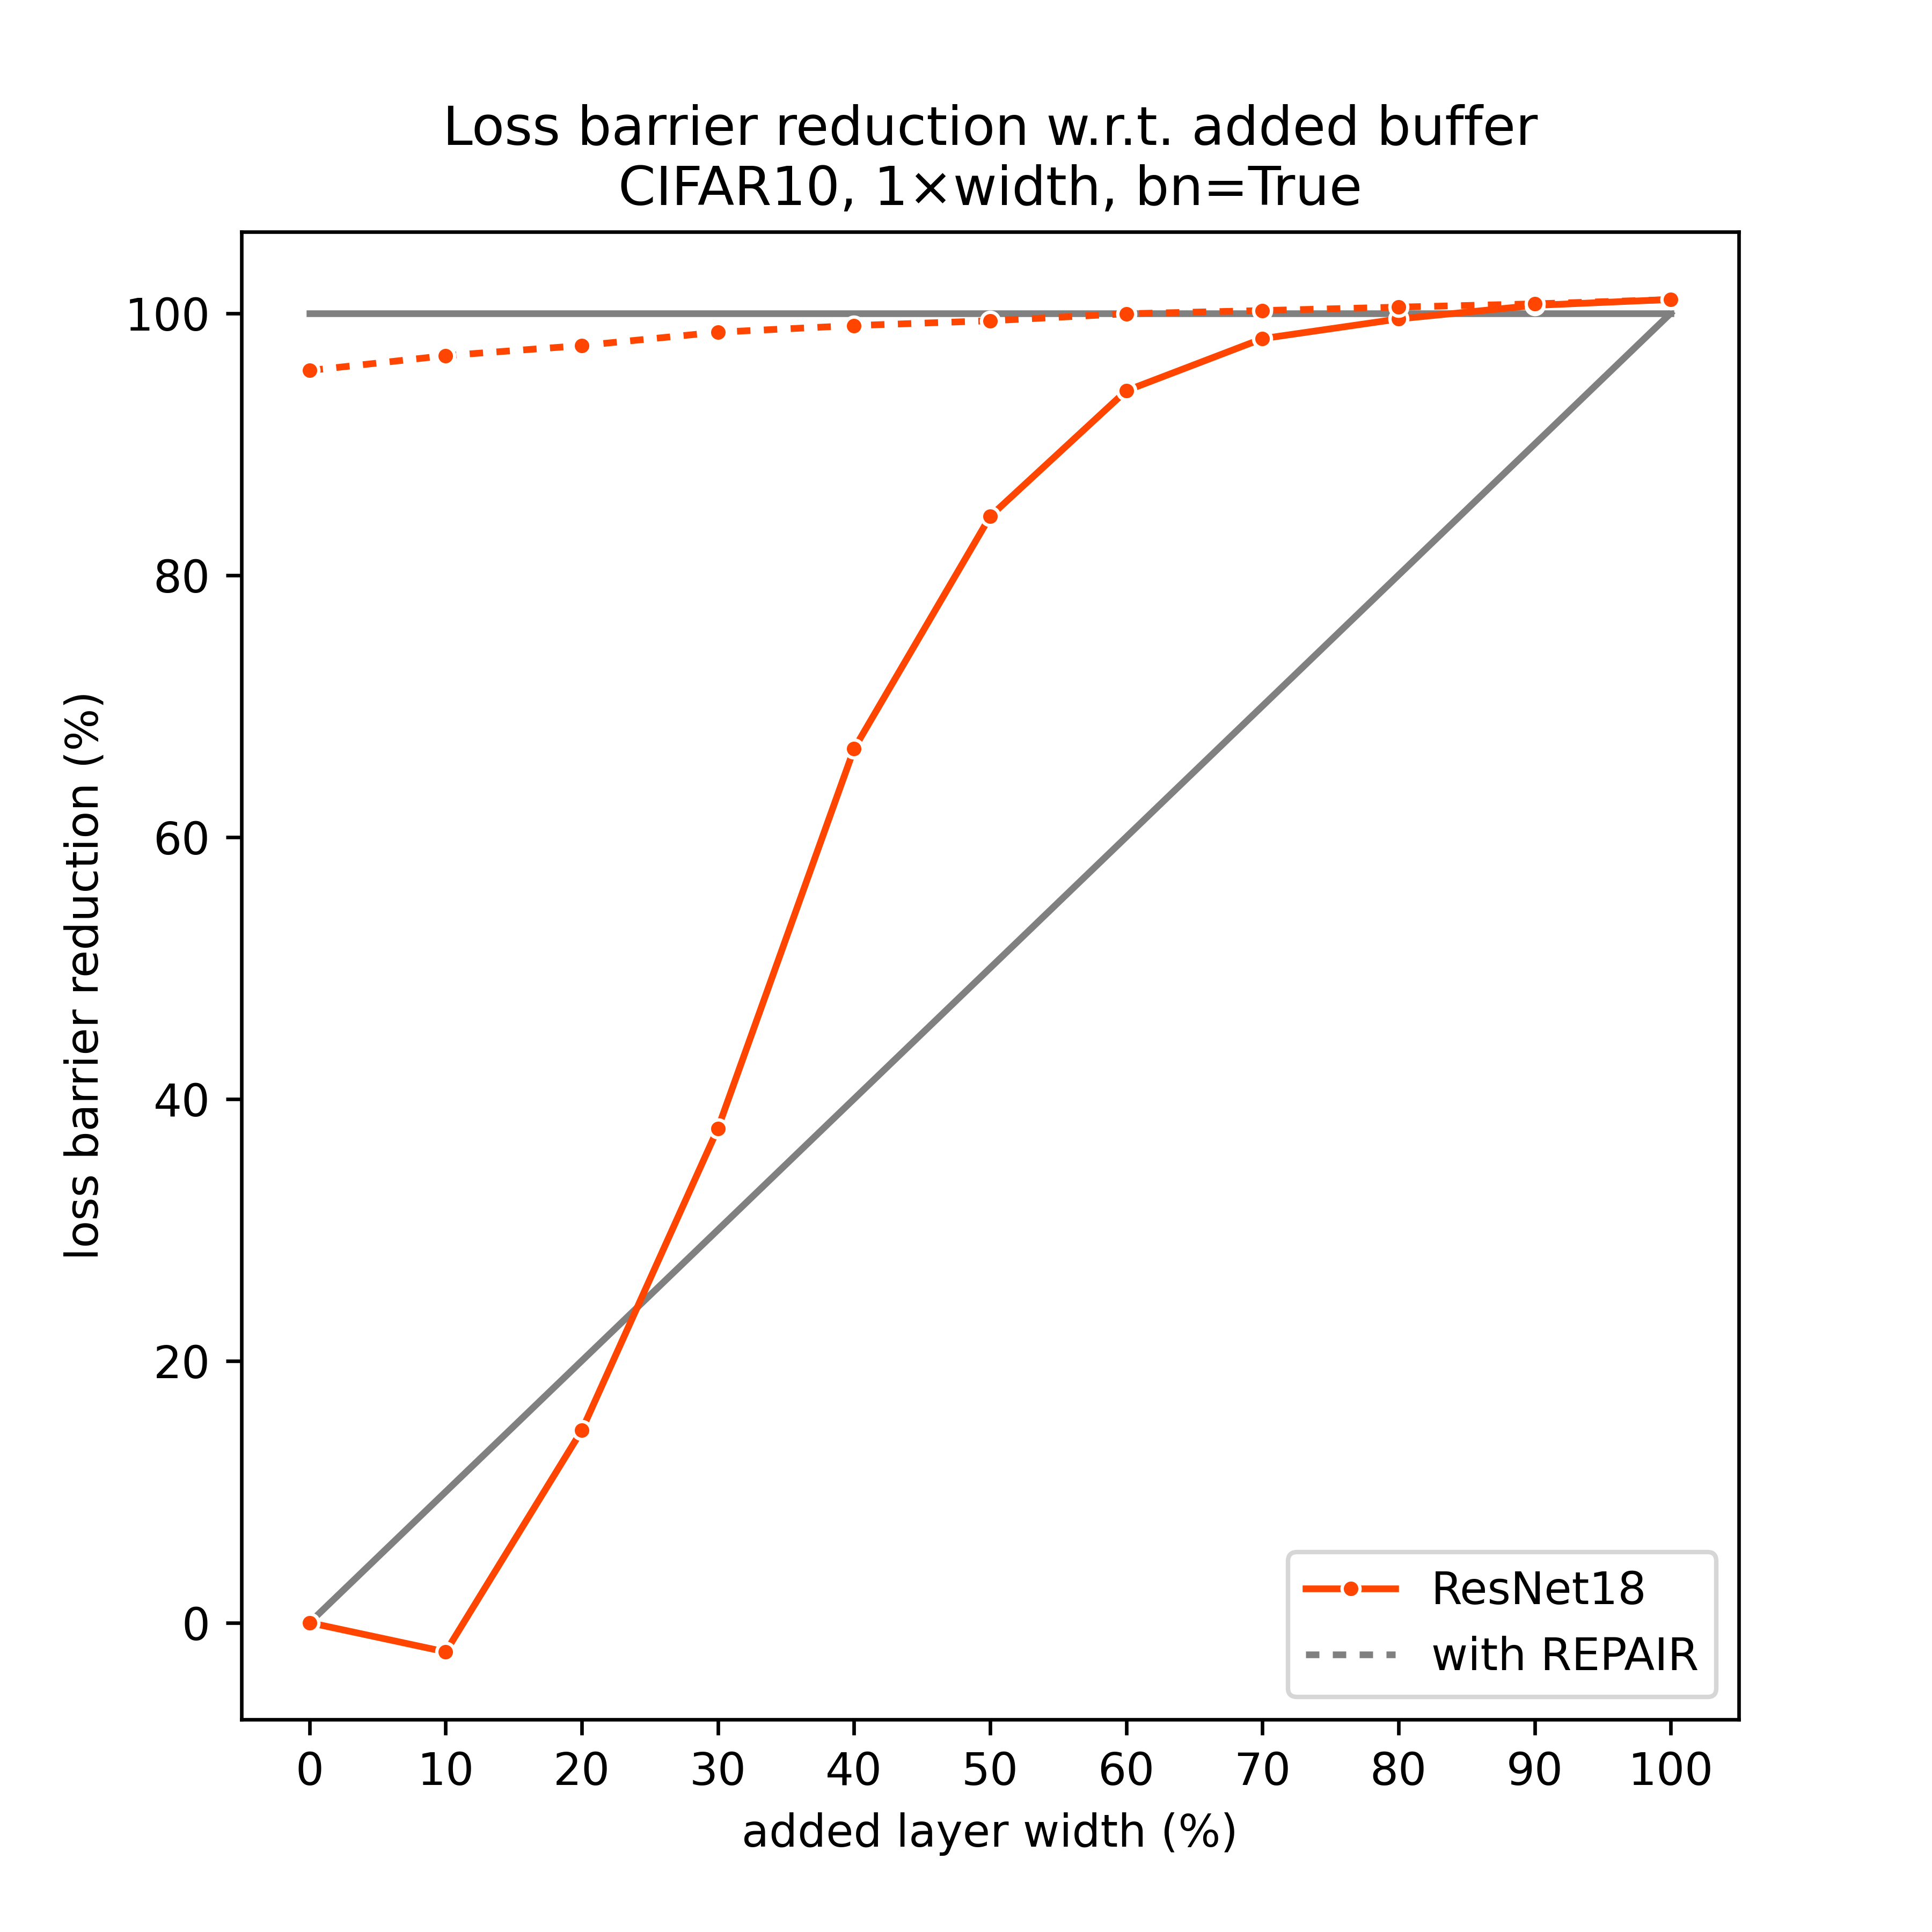 Loss barrier reduction w.r.t. added buffer
CIFAR10, 1×width, bn=True
loss barrier reduction (%)
100
80
60
40
20
0
ResNet18
with REPAIR
0 10 20 30 40 50 60 70 80 90 100
added layer width (%)